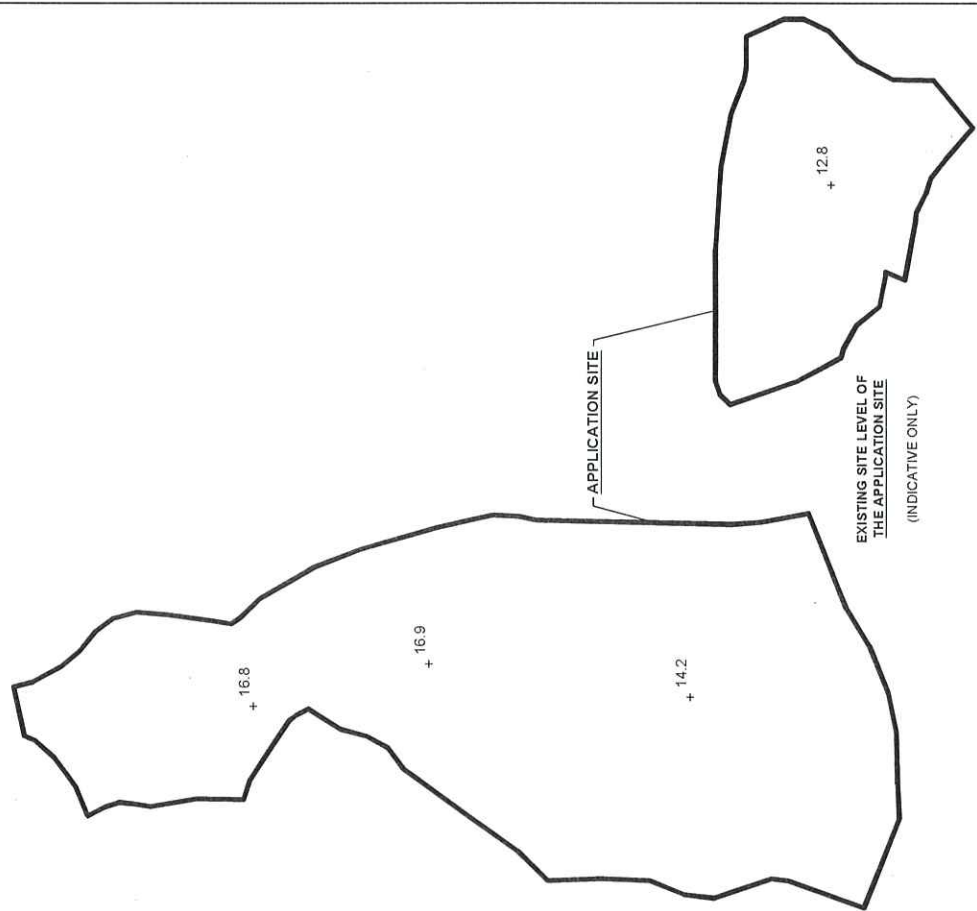 + 16.8
+ 16.9
+ 14.2
APPLICATION SITE
+ 12.8
EXISTING SITE LEVEL OF
THE APPLICATION SITE
(INDICATIVE ONLY)